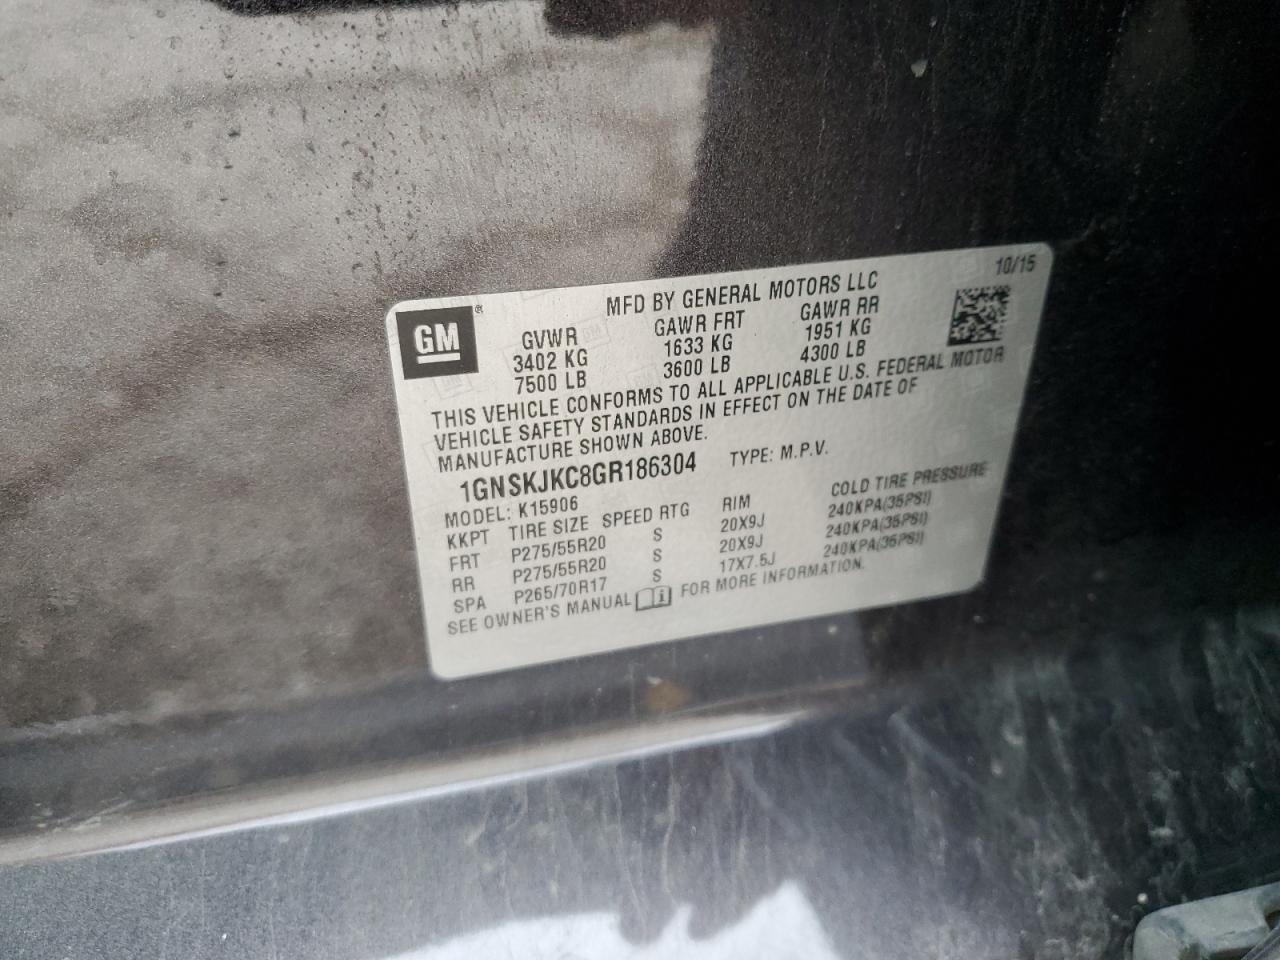 10/15
MFD BY GENERAL MOTORS LLC
GM®
GVWR GAWR FRT GAWR RR
3402 KG 1633 KG 1951 KG
7500 LB 3600 LB 4300 LB
THIS VEHICLE CONFORMS TO ALL APPLICABLE U.S. FEDERAL MOTOR
VEHICLE SAFETY STANDARDS IN EFFECT ON THE DATE OF
MANUFACTURE SHOWN ABOVE.
1GNSKJKC8GR186304 TYPE: M.P.V.
MODEL: K15906
KKPT TIRE SIZE SPEED RTG RIM COLD TIRE PRESSURE
FRT P275/55R20 S 20X9J 240KPA(35PSI)
RR P275/55R20 S 20X9J 240KPA(35PSI)
SPA P265/70R17 S 17X7.5J 240KPA(35PSI)
SEE OWNER'S MANUAL FOR MORE INFORMATION.